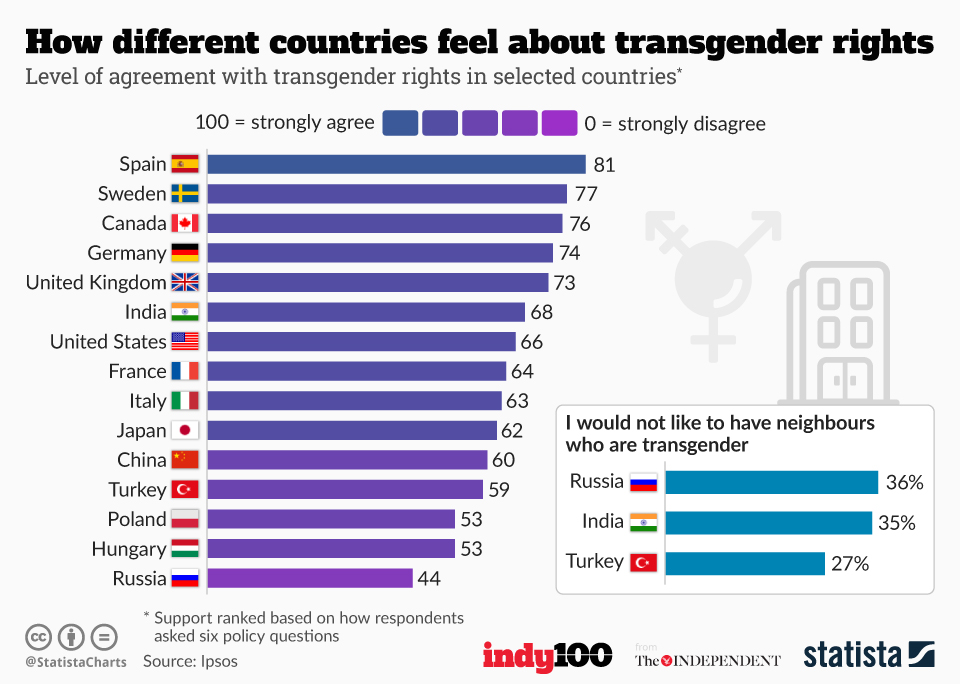 How different countries feel about transgender rights
Level of agreement with transgender rights in selected countries*
100 = strongly agree 0 = strongly disagree
Spain 81
Sweden 77
Canada 76
Germany 74
United Kingdom 73
India 68
United States 66
France 64
Italy 63
Japan 62
China 60
Turkey 59
Poland 53
Hungary 53
Russia 44
I would not like to have neighbours
who are transgender
Russia 36%
India 35%
Turkey 27%
* Support ranked based on how respondents
asked six policy questions
cc
@StatistaCharts Source: Ipsos
indy100
from
The INDEPENDENT
statista